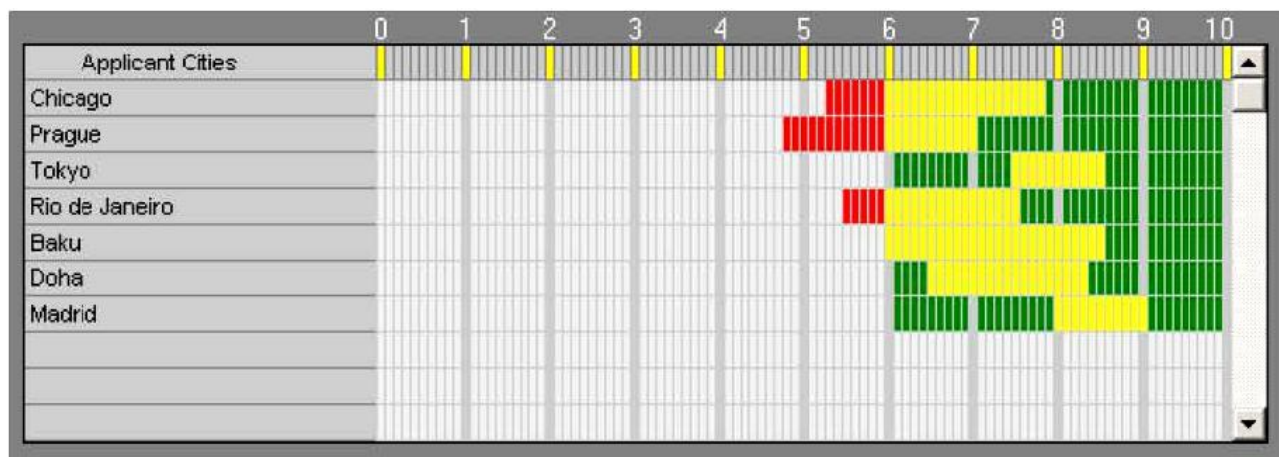 0 1 2 3 4 5 6 7 8 9 10
Applicant Cities
Chicago
Prague
Tokyo
Rio de Janeiro
Baku
Doha
Madrid